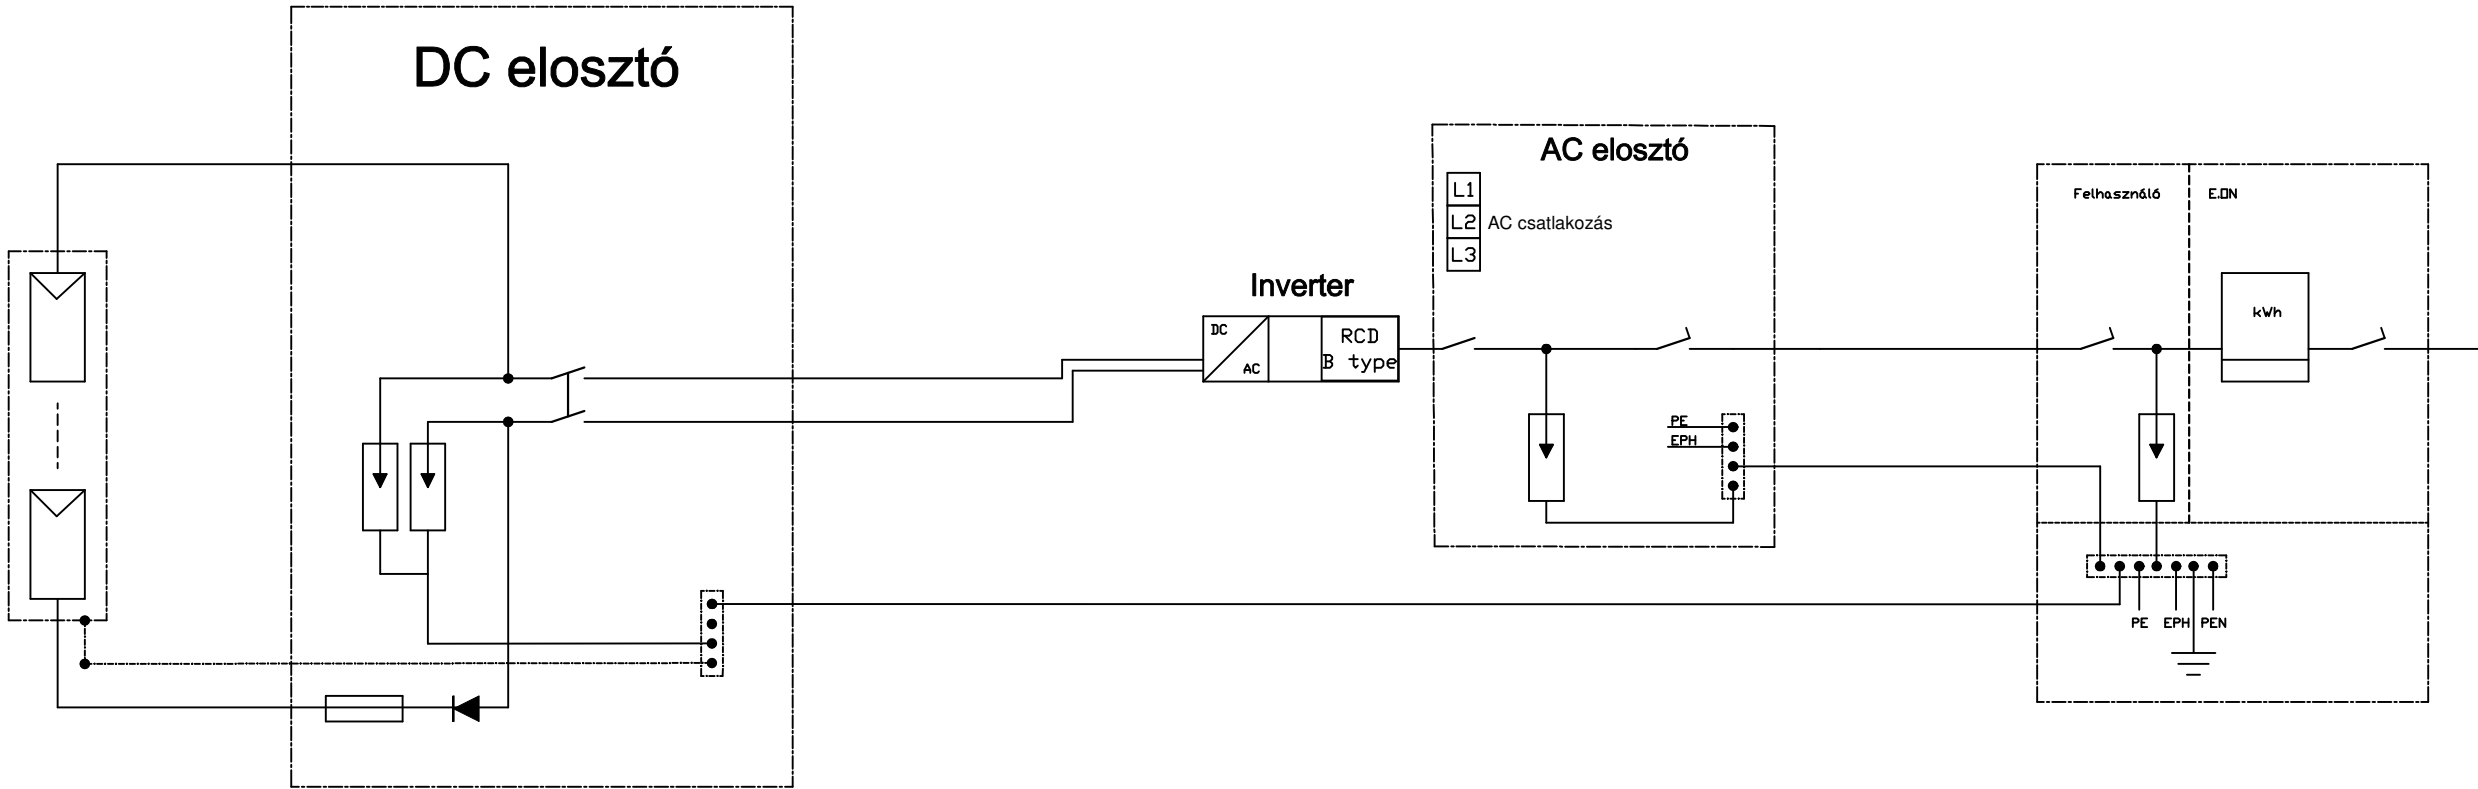 DC elosztó
AC elosztó
L1
L2 AC csatlakozás
L3
Felhasználó
E.ON
Inverter
DC
AC
RCD
B type
kWh
PE
EPH
PE
EPH
PEN